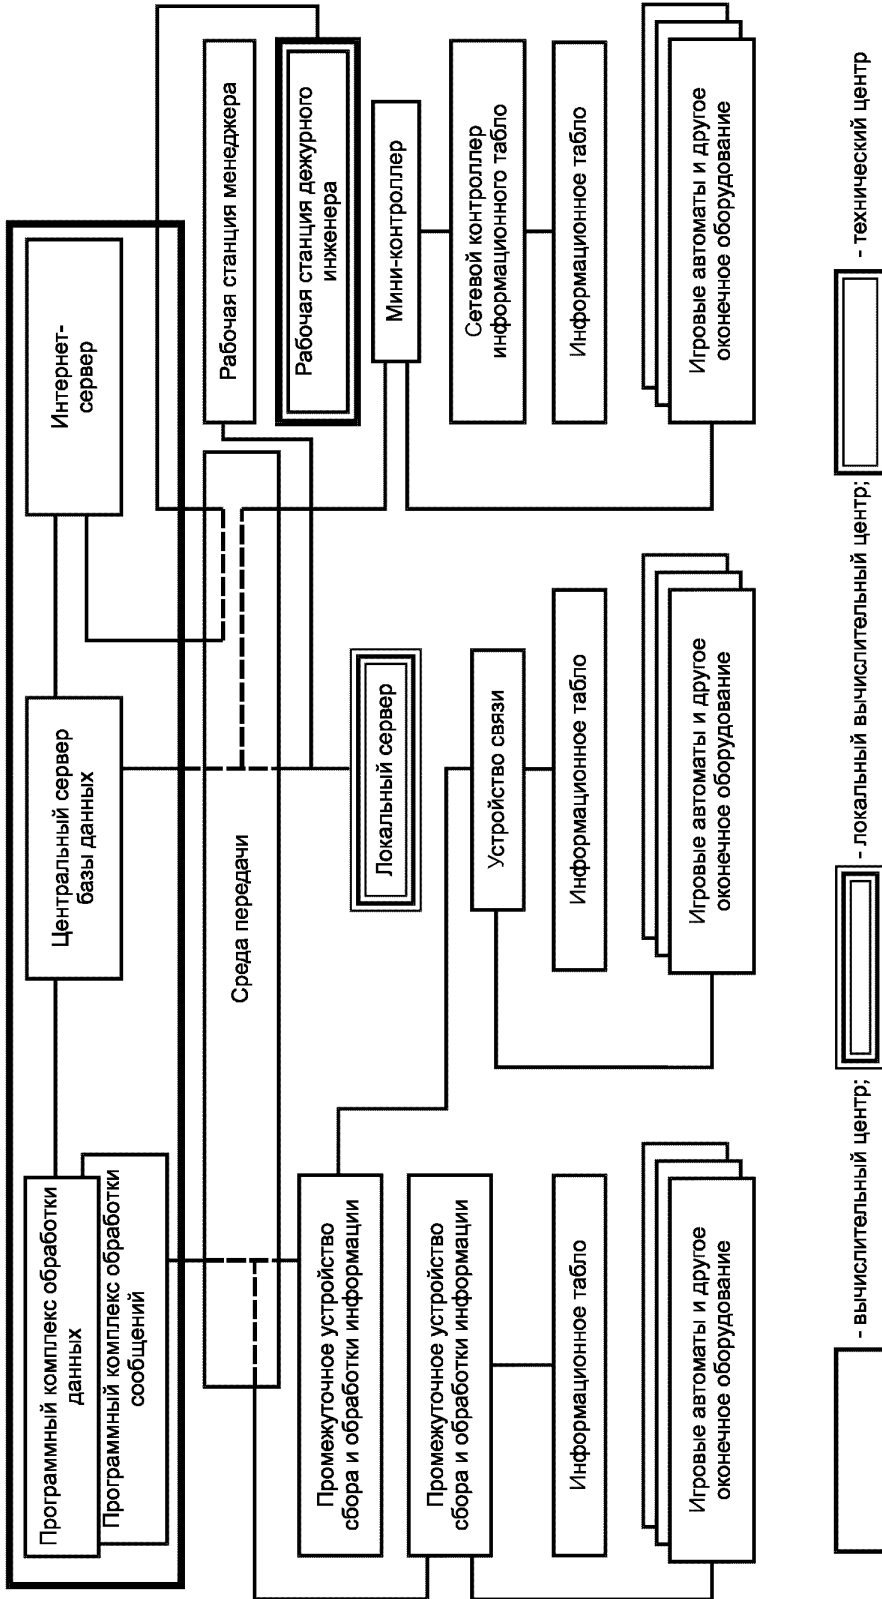 Программный комплекс обработки
данных
Программный комплекс обработки
сообщений
Центральный сервер
базы данных
Интернет-
сервер
Среда передачи
Рабочая станция менеджера
Рабочая станция дежурного
инженера
Промежуточное устройство
сбора и обработки информации
Локальный сервер
Мини-контроллер
Промежуточное устройство
сбора и обработки информации
Устройство связи
Сетевой контроллер
информационного табло
Информационное табло
Информационное табло
Информационное табло
Игровые автоматы и другое
оконечное оборудование
Игровые автоматы и другое
оконечное оборудование
Игровые автоматы и другое
оконечное оборудование
- вычислительный центр;
- локальный вычислительный центр;
- технический центр